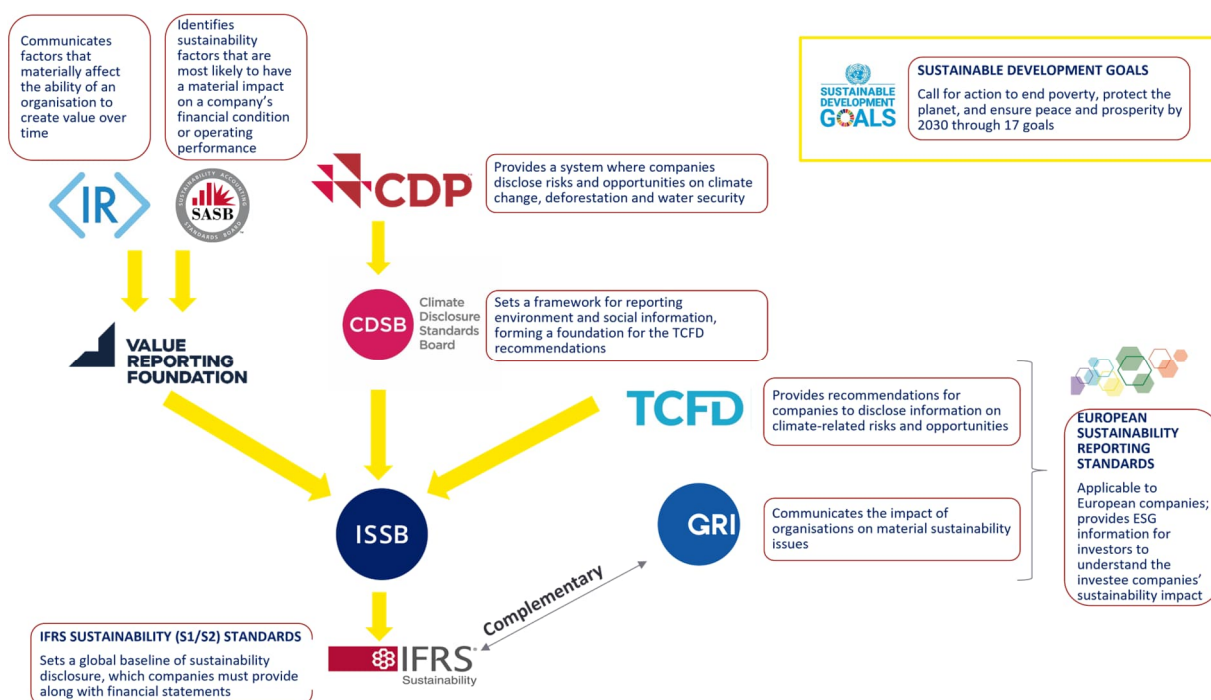 Communicates
factors that
materially affect
the ability of an
organisation to
create value over
time
Identifies
sustainability
factors that are
most likely to have
a material impact
on a company's
financial condition
or operating
performance
SUSTAINABLE
DEVELOPMENT
GOALS
SUSTAINABLE DEVELOPMENT GOALS
Call for action to end poverty, protect the
planet, and ensure peace and prosperity by
2030 through 17 goals
<IR>
SUSTAINABILITY ACCOUNTING
SASB
STANDARDS BOARD
CDP
Provides a system where companies
disclose risks and opportunities on climate
change, deforestation and water security
VALUE
REPORTING
FOUNDATION
CDSB
Climate
Disclosure
Standards
Board
Sets a framework for reporting
environment and social information,
forming a foundation for the TCFD
recommendations
TCFD
Provides recommendations for
companies to disclose information on
climate-related risks and opportunities
EUROPEAN
SUSTAINABILITY
REPORTING
STANDARDS
Applicable to
European companies;
provides ESG
information for
investors to
understand the
investee companies'
sustainability impact
ISSB
GRI
Communicates the impact of
organisations on material sustainability
issues
Complementary
IFRS SUSTAINABILITY (S1/S2) STANDARDS
Sets a global baseline of sustainability
disclosure, which companies must provide
along with financial statements
IFRS®
Sustainability